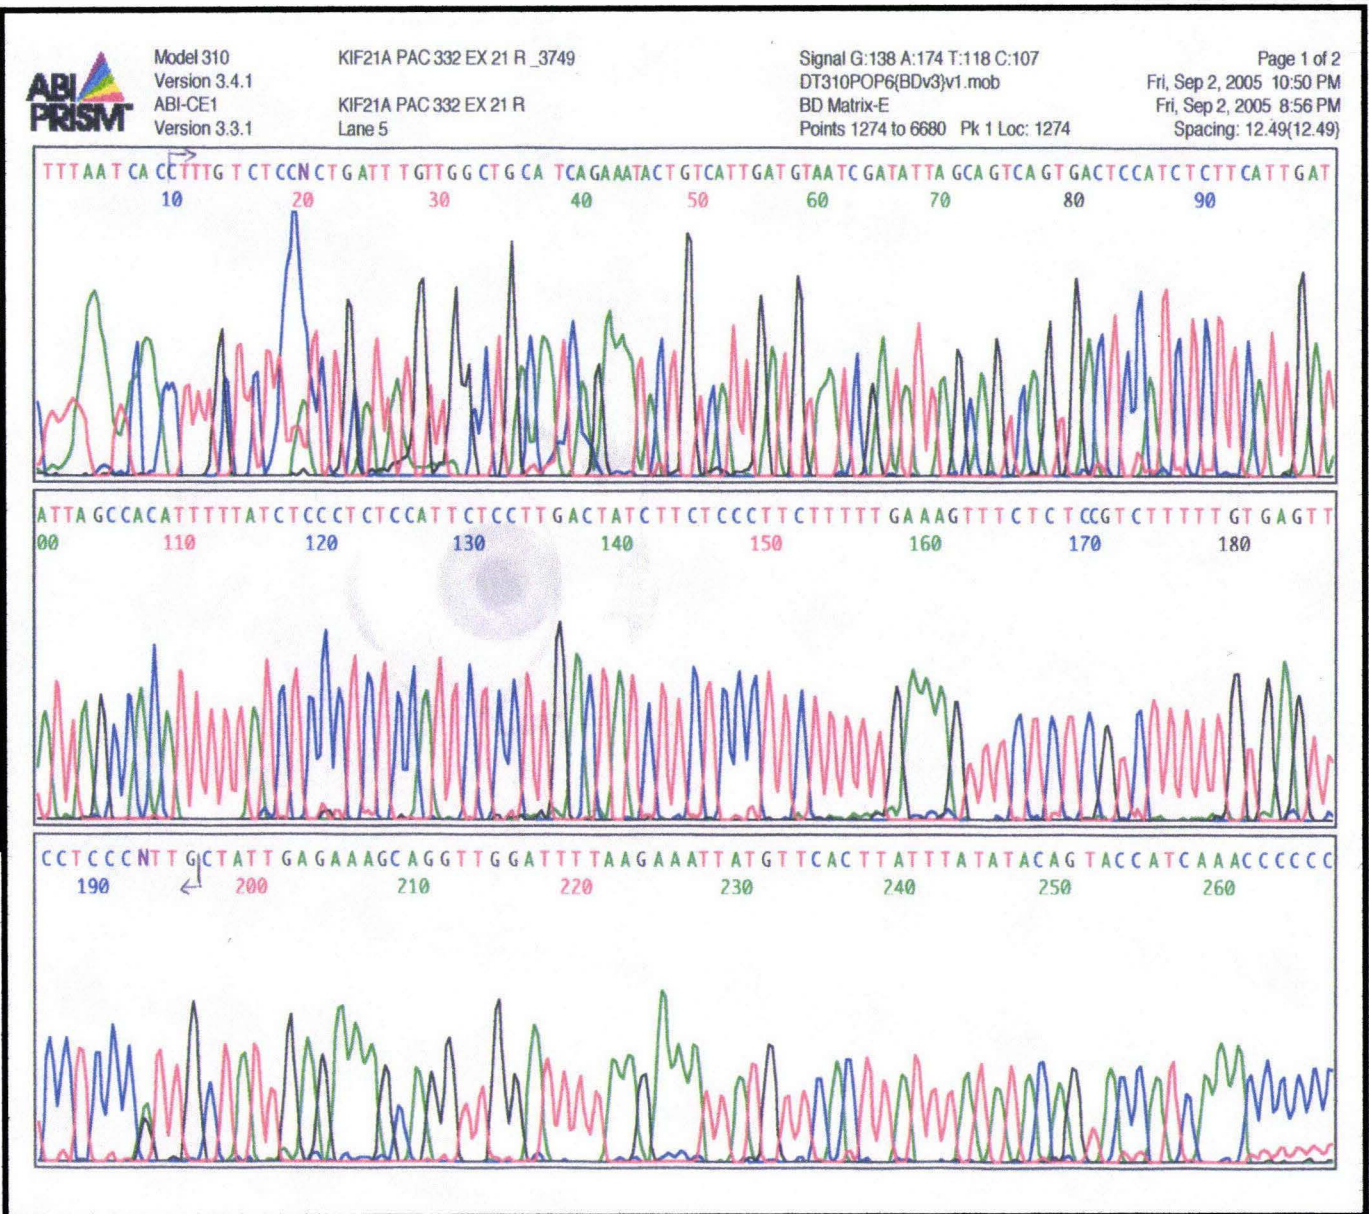 ABI PRISM
Model 310
Version 3.4.1
ABI-CE1
Version 3.3.1
KIF21A PAC 332 EX 21 R _3749
KIF21A PAC 332 EX 21 R
Lane 5
Signal G:138 A:174 T:118 C:107
DT310POP6{BDv3}v1.mob
BD Matrix-E
Points 1274 to 6680 Pk 1 Loc: 1274
Page 1 of 2
Fri, Sep 2, 2005 10:50 PM
Fri, Sep 2, 2005 8:56 PM
Spacing: 12.49{12.49}
TTTAATCACCTTTGTCTCCNCTGATTTGTTGGCTGCATCAGAAATACTGTCATTGATGTAATCGATATTAGCAGTCAGTGACTCCATCTCTTCATTGAT
10 20 30 40 50 60 70 80 90
ATTAGCCACATTTTTATCTCCCTCTCCATTCTCCTTGACTATCTTCTCCCTTCTTTTTGAAAGTTTCTCTCCGTCTTTTTGTGAGTT
00 110 120 130 140 150 160 170 180
CCTCCCNTTGCTATTGAGAAAGCAGGTTGGATTTTAAGAAATTATGTTCACTTATTTATATACAGTACCATCAAACCCCCC
190 200 210 220 230 240 250 260